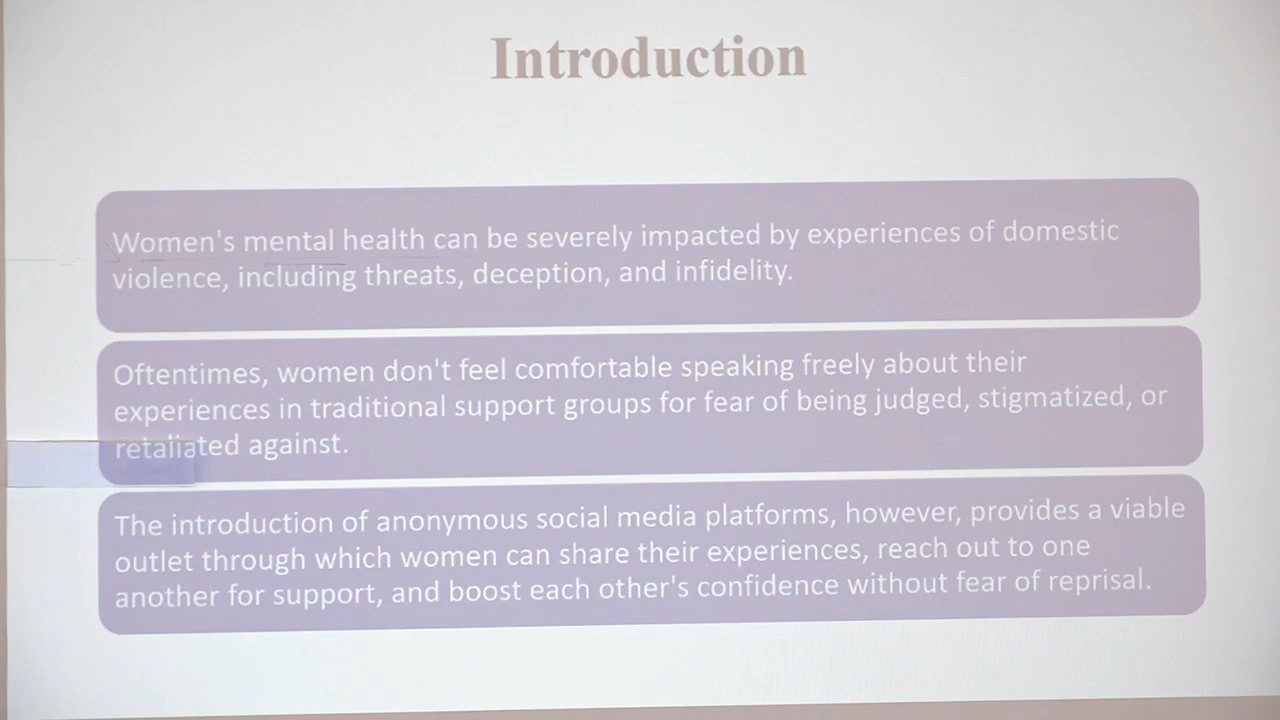 Introduction
Women's mental health can be severely impacted by experiences of domestic
violence, including threats, deception, and infidelity.
Oftentimes, women don't feel comfortable speaking freely about their
experiences in traditional support groups for fear of being judged, stigmatized, or
retaliated against.
The introduction of anonymous social media platforms, however, provides a viable
outlet through which women can share their experiences, reach out to one
another for support, and boost each other's confidence without fear of reprisal.